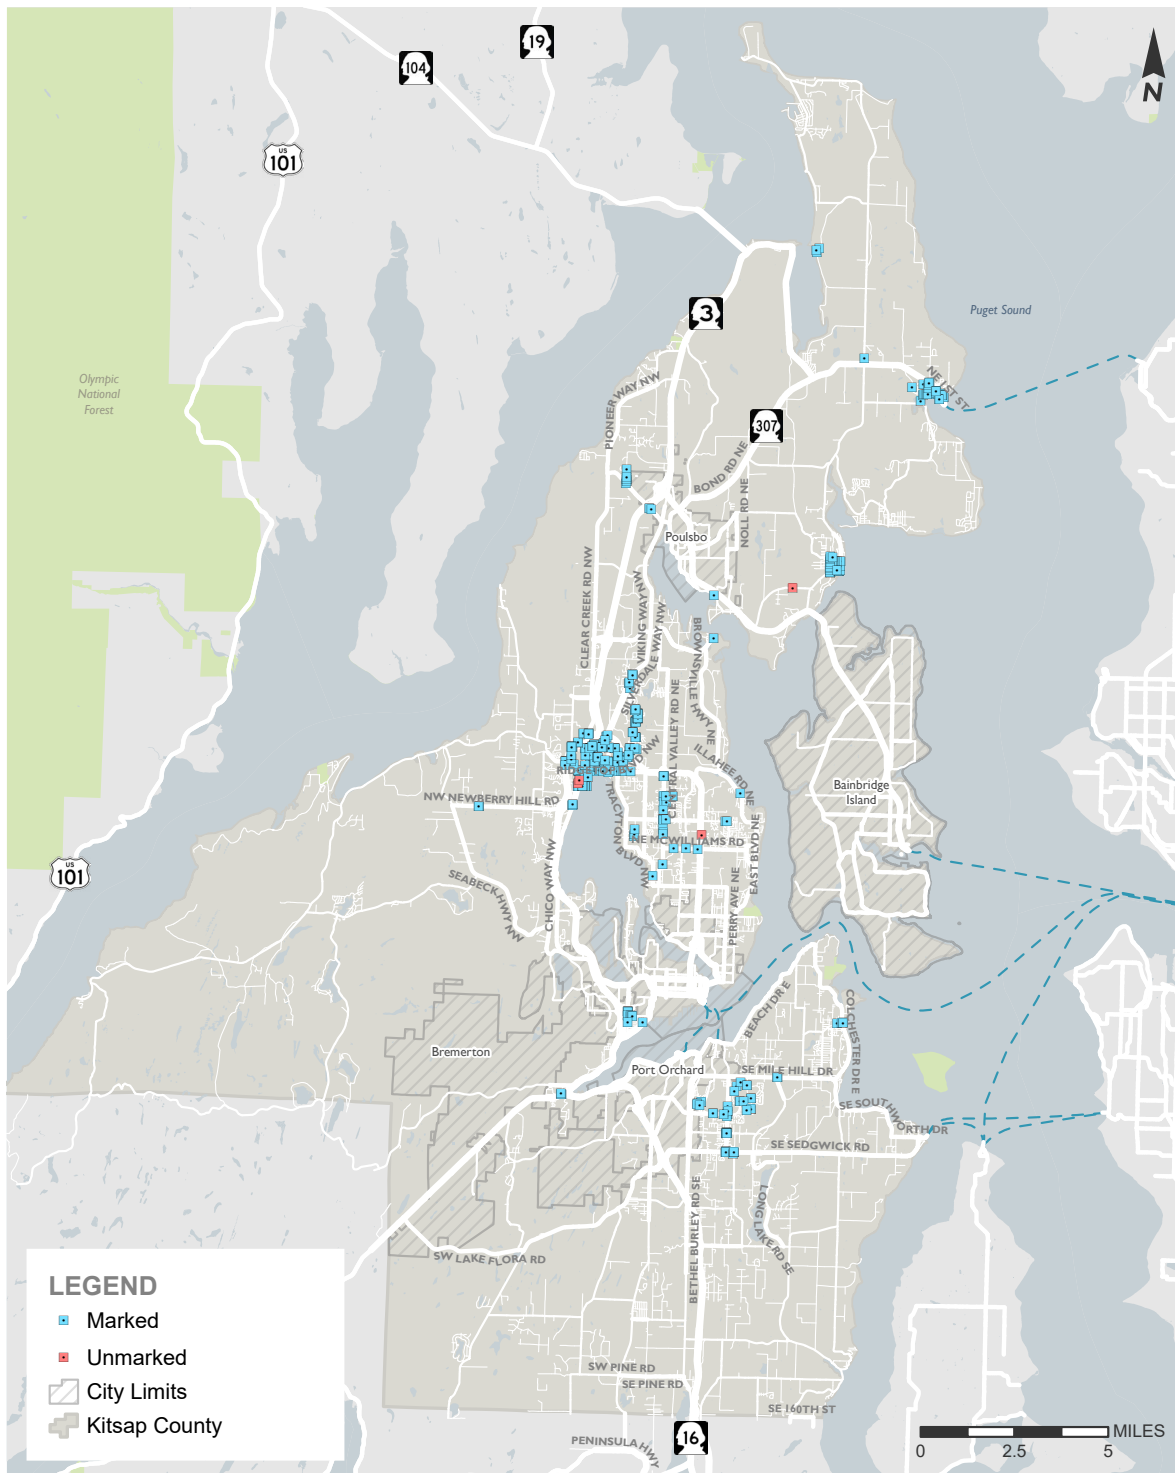 19
104
N
US
101
Puget Sound
3
Olympic
National
Forest
NE 1ST ST
PIONEER WAY NW
307
BOND RD NE
NOLL RD NE
Poulsbo
CLEAR CREEK RD NW
VIKING WAY NW
SILVERDALE WAY NW
BROWNSVILLE HWY NE
CENTRAL VALLEY RD NE
ILLAHEE RD NE
NW NEWBERRY HILL RD
TRACYTON BLVD NW
Bainbridge
Island
NE MCWILLIAMS RD
EAST BLVD NE
US
101
SEABECK HWY NW
CHICO WAY NW
PERRY AVE NE
BEACH DR E
COLCHESTER DR E
Bremerton
Port Orchard
SE MILE HILL DR
SE SOUTHWORTH DR
SE SEDGWICK RD
LONG LAKE RD SE
BETHEL BURLEY RD SE
SW LAKE FLORA RD
LEGEND
Marked
Unmarked
City Limits
Kitsap County
SW PINE RD
SE PINE RD
SE 160TH ST
16
PENINSULA HWY
MILES
0 2.5 5